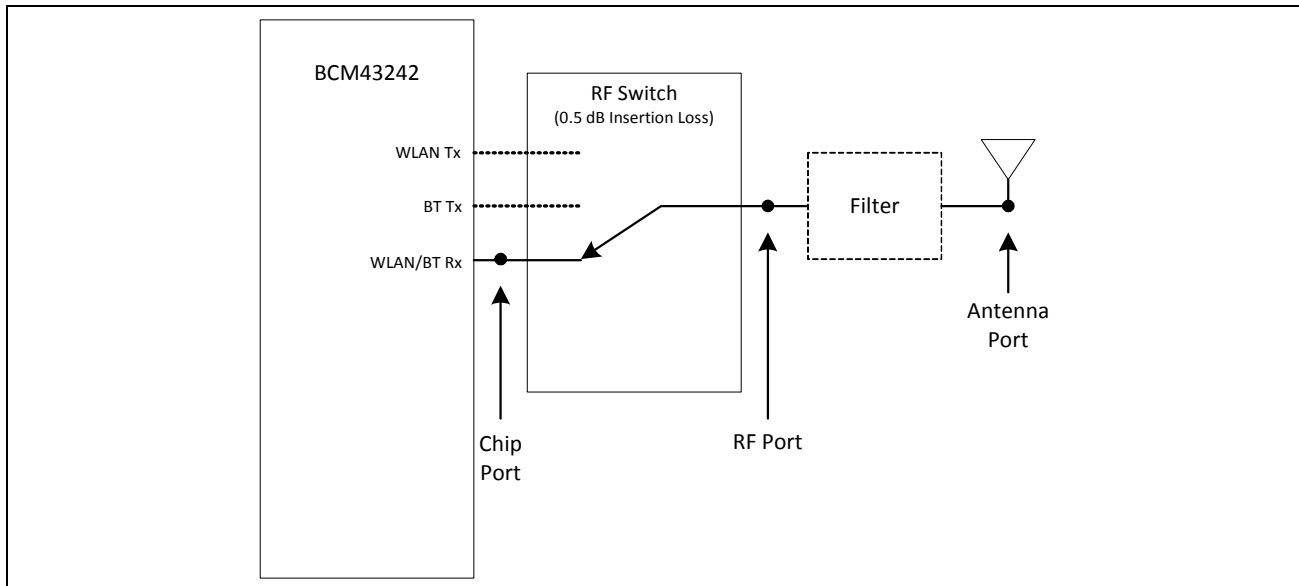 BCM43242
RF Switch
(0.5 dB Insertion Loss)
WLAN Tx
BT Tx
WLAN/BT Rx
Filter
Chip
Port
RF Port
Antenna
Port